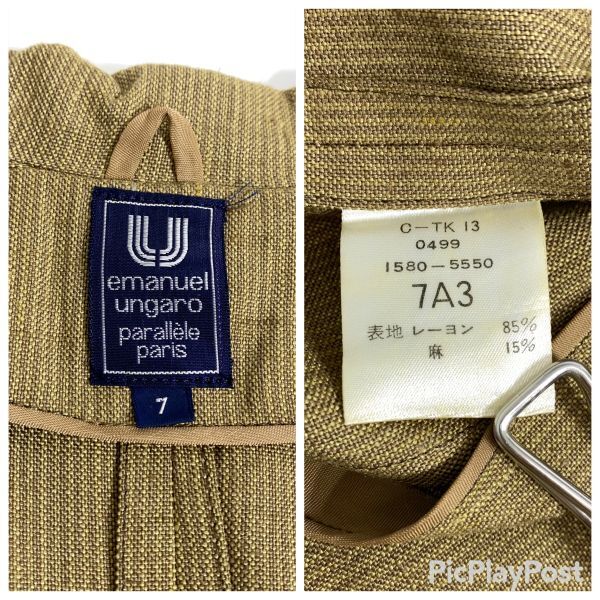 emanuel
ungaro
parallèle
paris
7
C-TK 13
0499
1580-5550
7A3
表地 レーヨン 85%
麻 15%
PicPlayPost